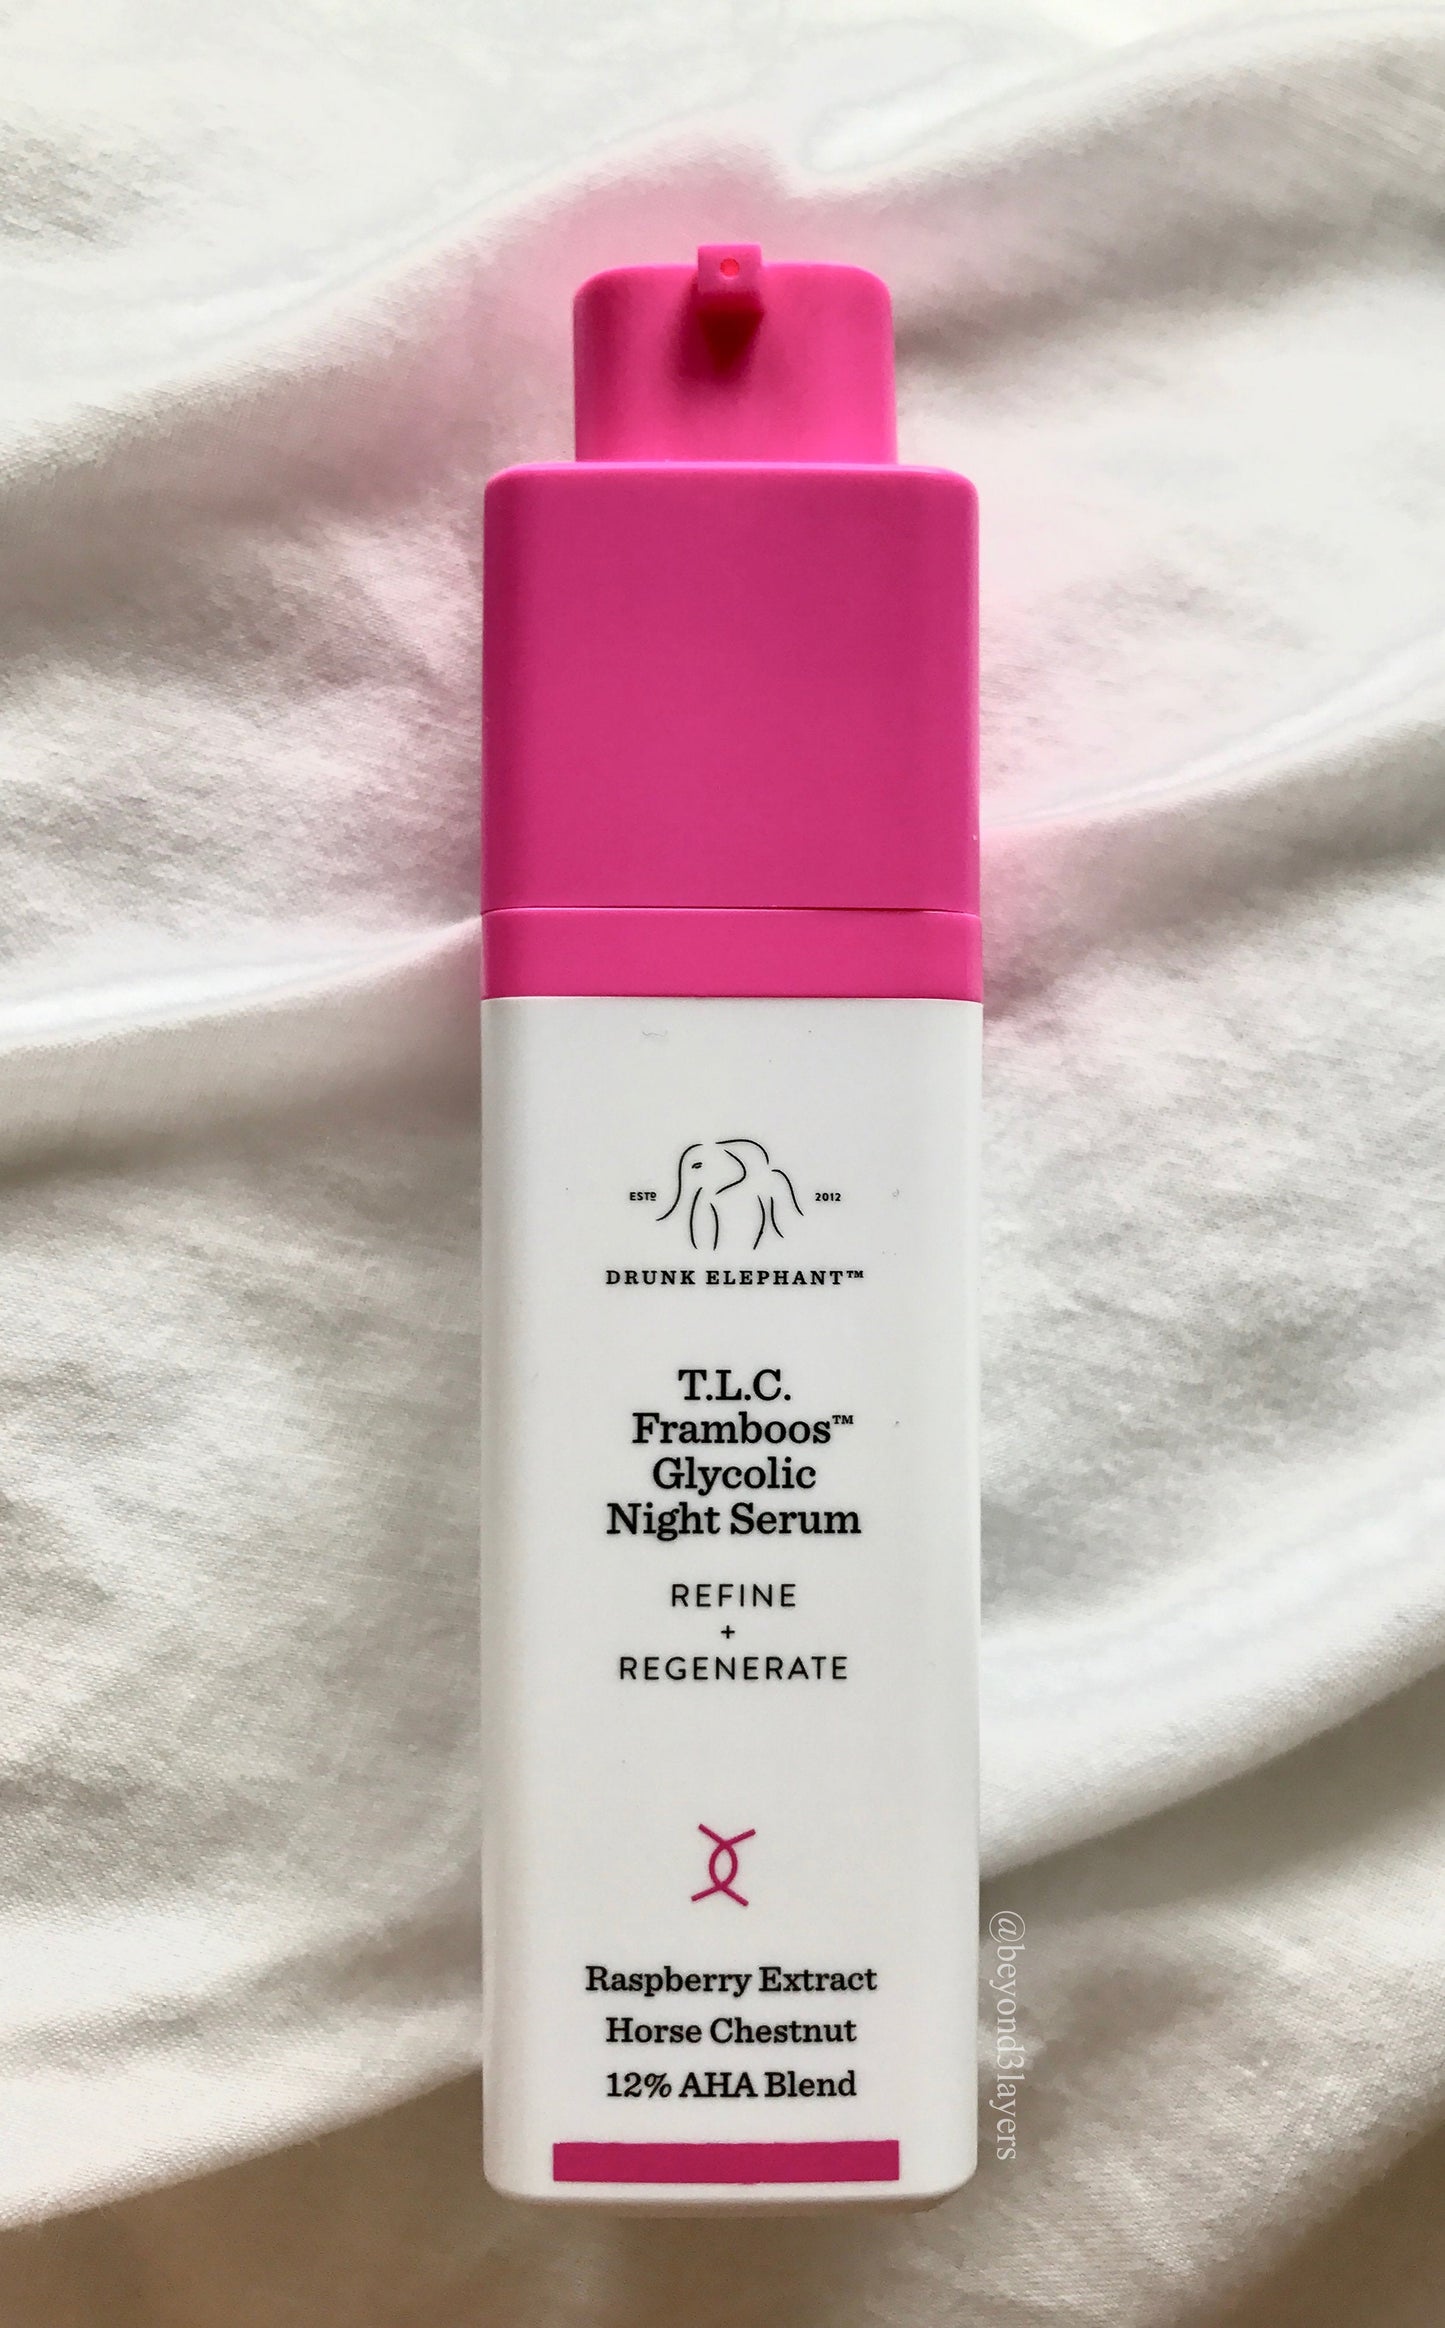 ESTD 2012
DRUNK ELEPHANT™
T.L.C.
Framboos™
Glycolic
Night Serum
REFINE
+
REGENERATE
Raspberry Extract
Horse Chestnut
12% AHA Blend
@beyond3layers